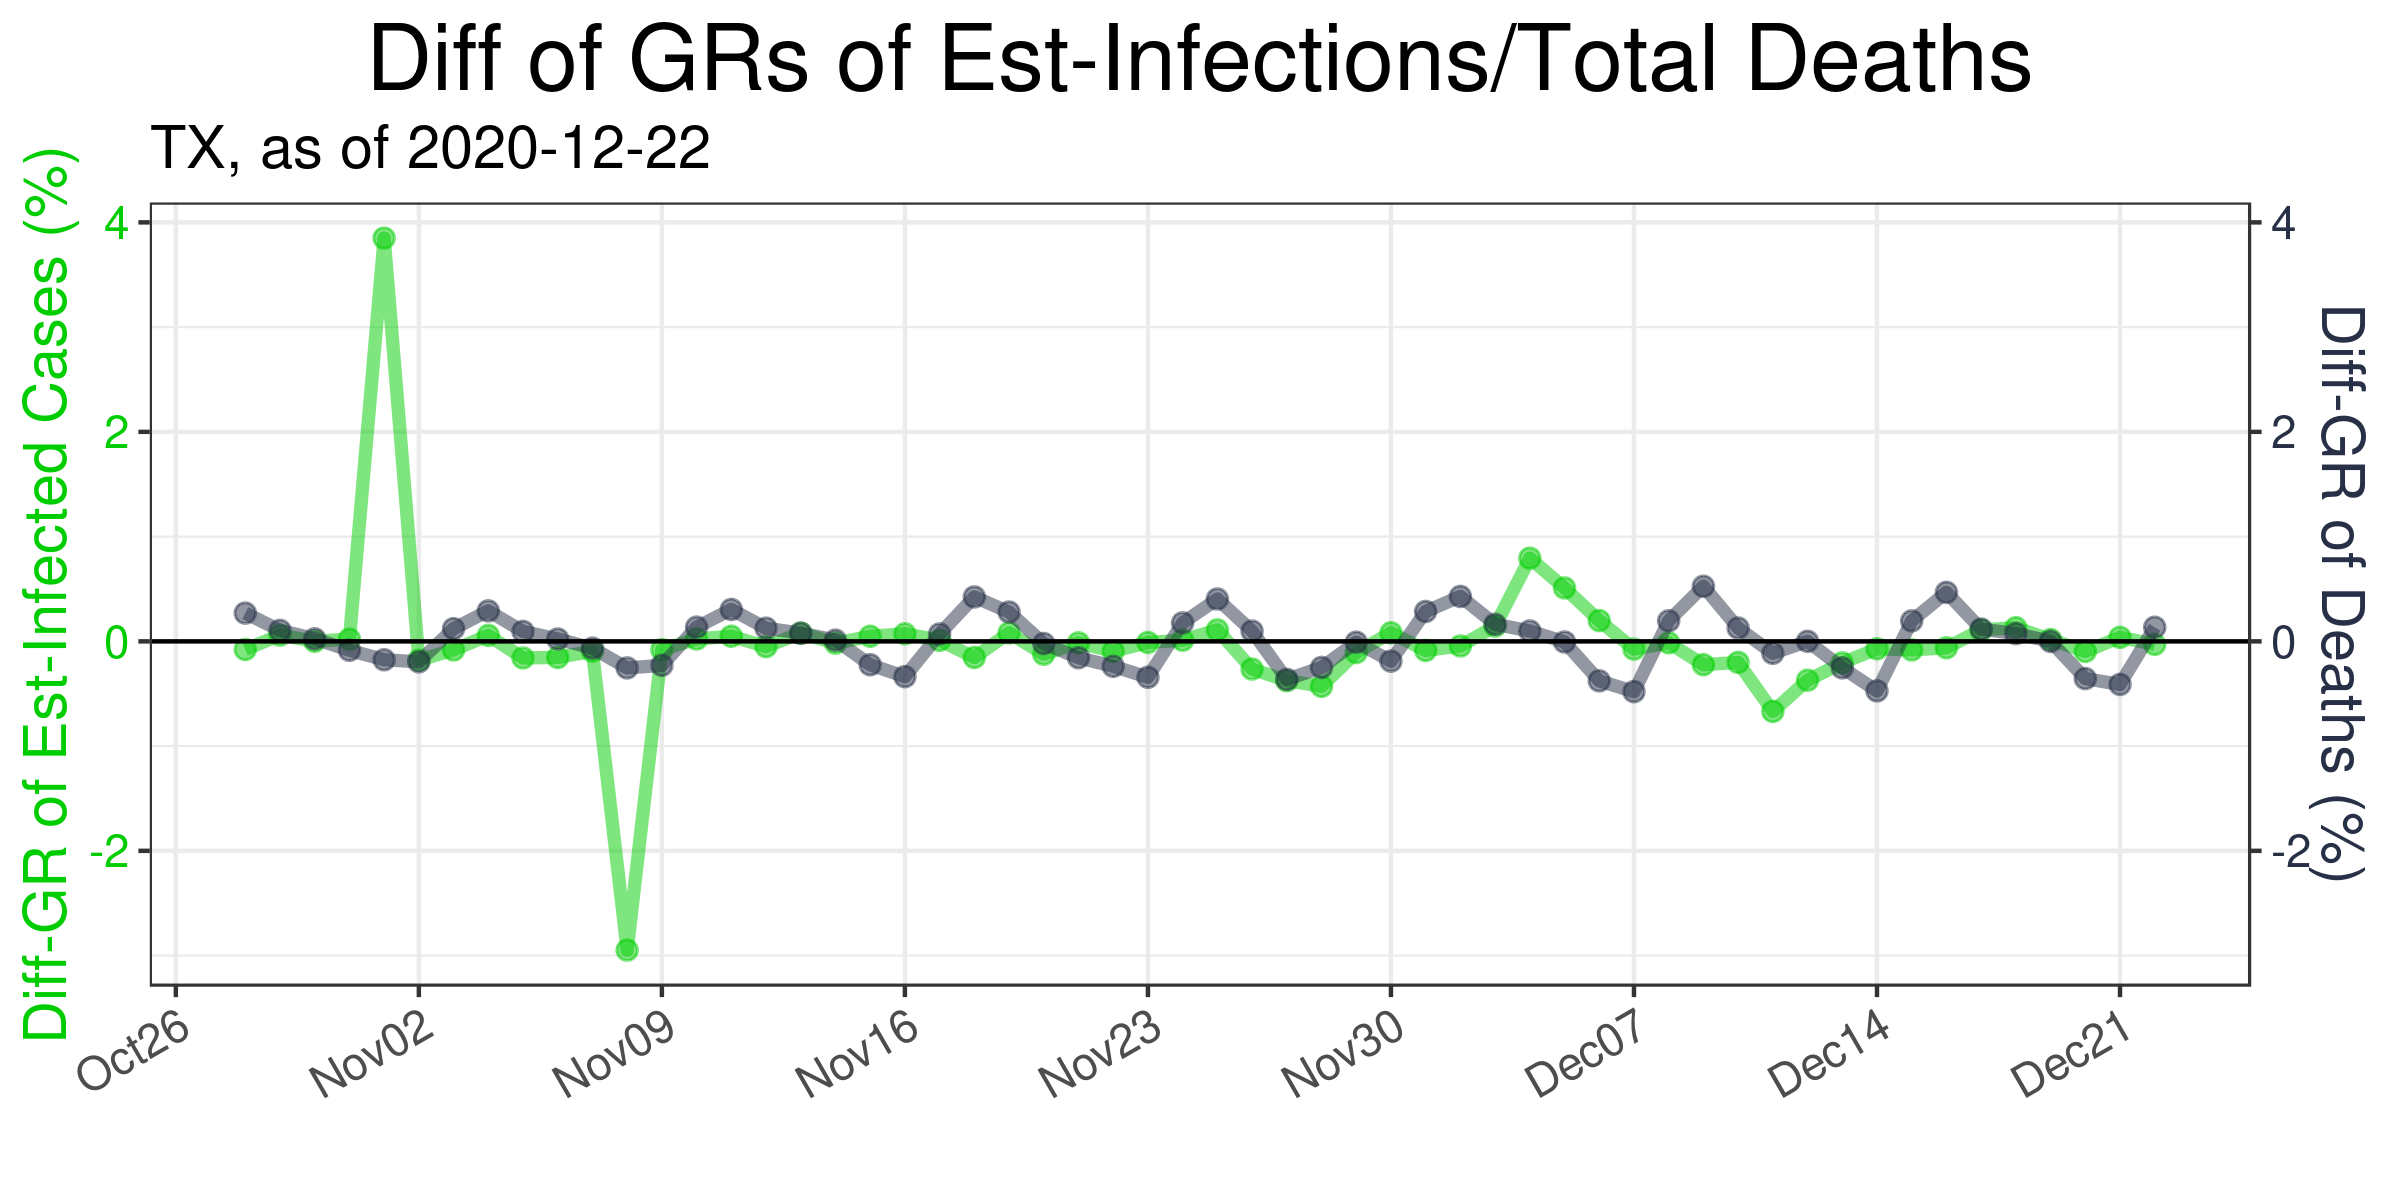 Diff of GRs of Est-Infections/Total Deaths
TX, as of 2020-12-22
Diff-GR of Est-Infected Cases (%)
4
2
0
-2
4
2
0
-2
Diff-GR of Deaths (%)
Oct26
Nov02
Nov09
Nov16
Nov23
Nov30
Dec07
Dec14
Dec21